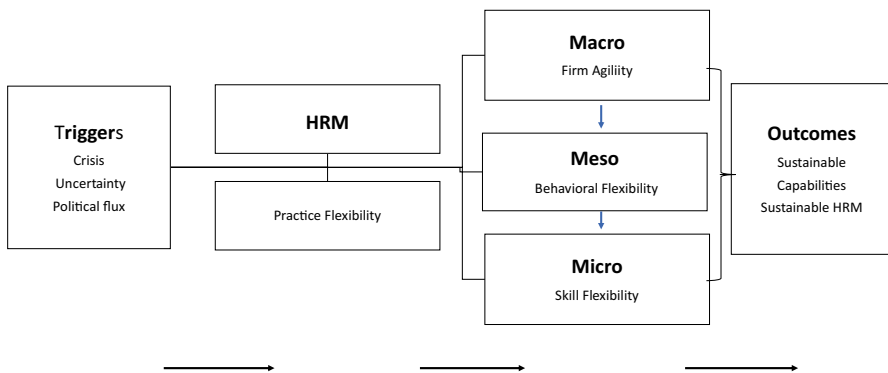 Triggers
Crisis
Uncertainty
Political flux
HRM
Practice Flexibility
Macro
Firm Agiliity
Meso
Behavioral Flexibility
Micro
Skill Flexibility
Outcomes
Sustainable
Capabilities
Sustainable HRM